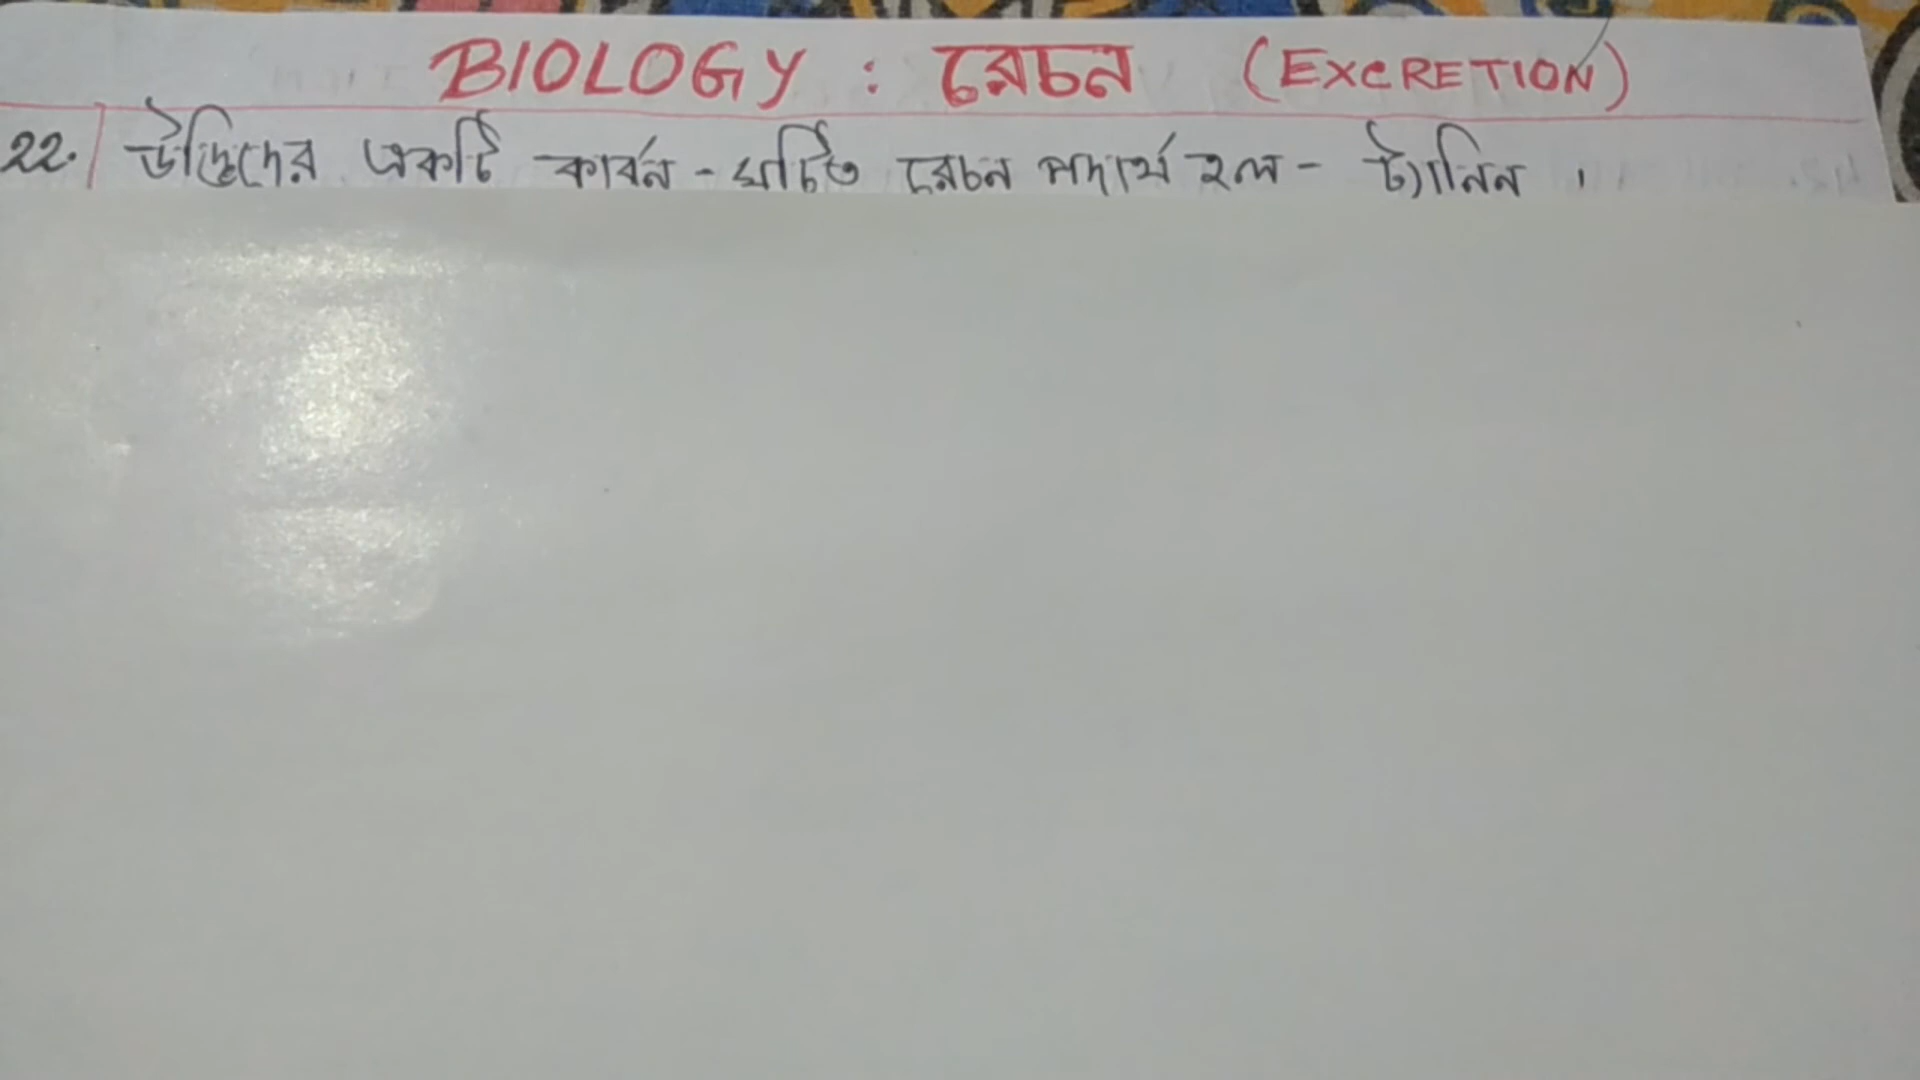 BIOLOGY : রেচন (EXCRETION)
22. উদ্ভিদের একটি কার্বন - ঘটিত রেচন পদার্থ হল - ট্যানিন ।